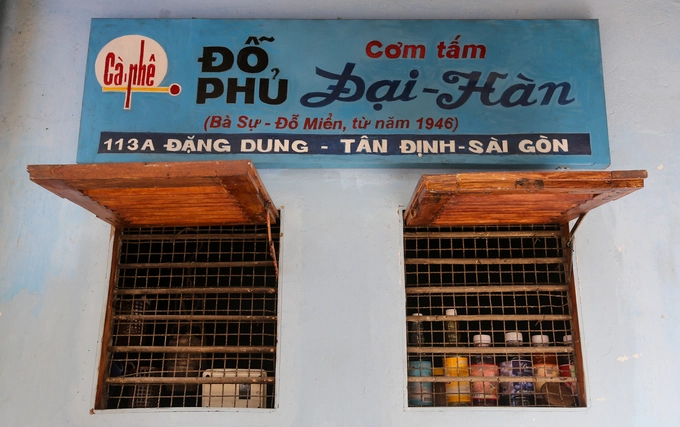 Cà-phê
ĐỖ PHỦ
Cơm tấm
Đại-Hàn
(Bà Sự - Đỗ Miển, từ năm 1946)
113A ĐẶNG DUNG - TÂN ĐỊNH-SÀI GÒN